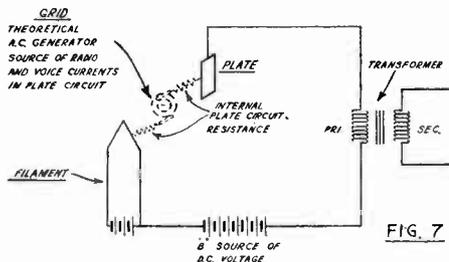 GRID
THEORETICAL
A.C. GENERATOR
SOURCE OF RADIO
AND VOICE CURRENTS
IN PLATE CIRCUIT
PLATE
TRANSFORMER
INTERNAL
PLATE CIRCUIT
RESISTANCE
PRI
SEC.
FILAMENT
"B" SOURCE OF
D.C. VOLTAGE
FIG. 7